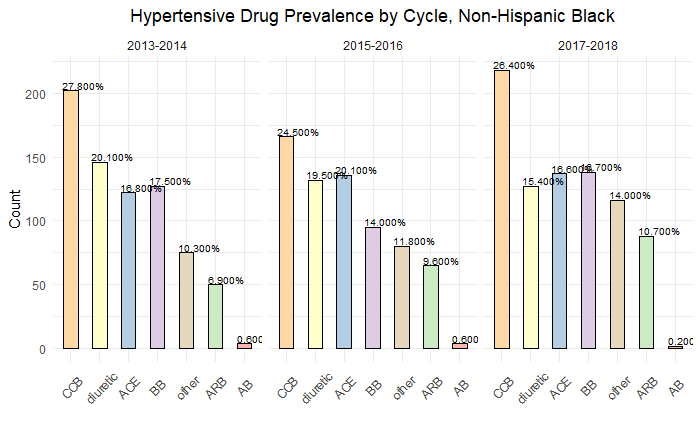 Hypertensive Drug Prevalence by Cycle, Non-Hispanic Black
2013-2014
2015-2016
2017-2018
Count
200
150
100
50
0
27.800%
20.100%
16.800%
17.500%
10.300%
6.900%
0.600
24.500%
19.500%
20.100%
14.000%
11.800%
9.600%
0.600
26.400%
15.400%
16.600%
16.700%
14.000%
10.700%
0.200
CCB
diuretic
ACE
BB
other
ARB
AB
CCB
diuretic
ACE
BB
other
ARB
AB
CCB
diuretic
ACE
BB
other
ARB
AB